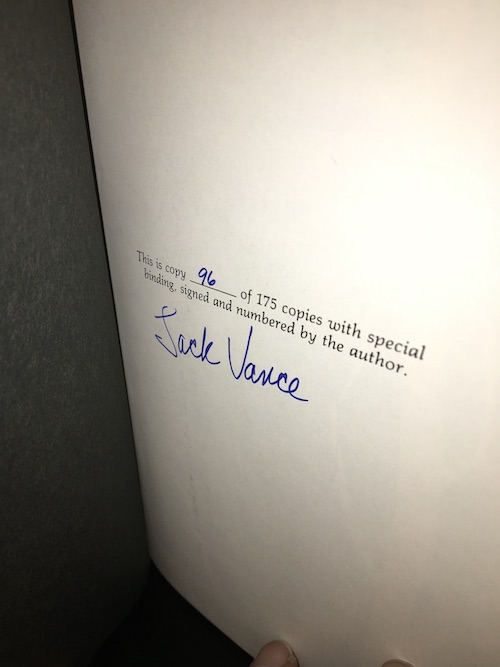 This is copy 96 of 175 copies with special
binding, signed and numbered by the author.
Jack Vance